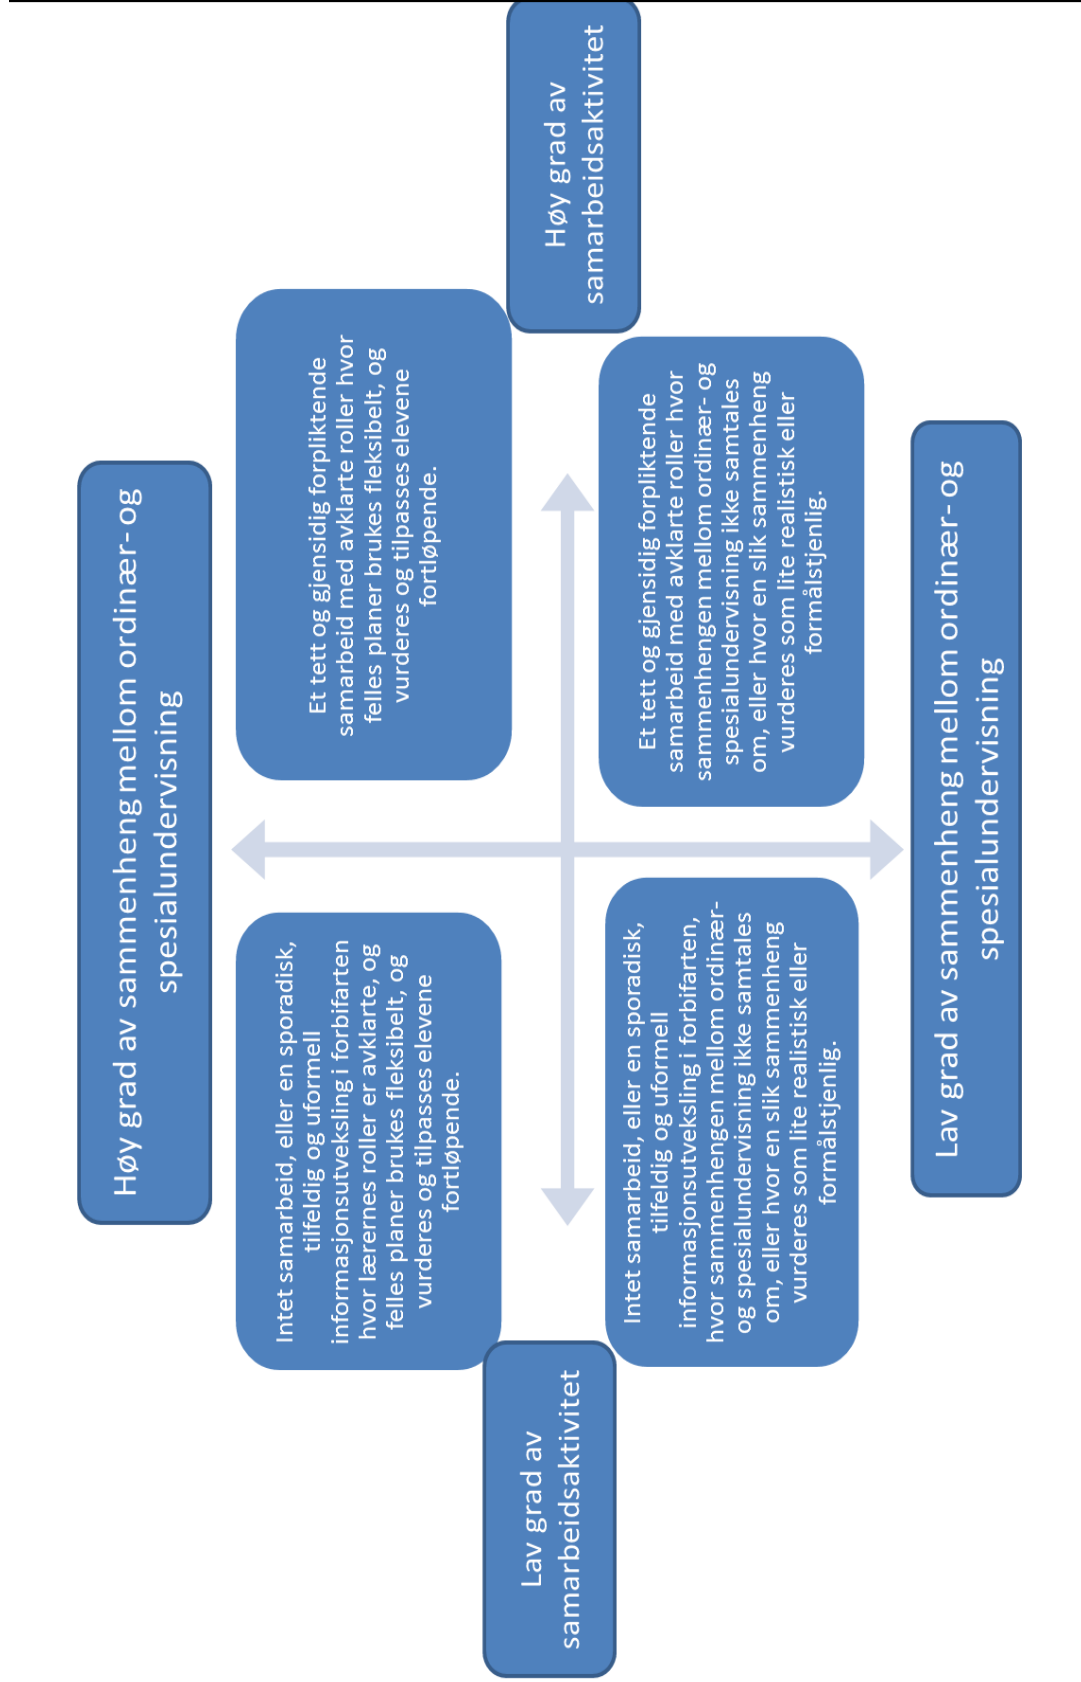 Høy grad av sammenheng mellom ordinær- og
spesialundervisning
Intet samarbeid, eller en sporadisk,
tilfeldig og uformell
informasjonsutveksling i forbifarten
hvor lærernes roller er avklarte, og
felles planer brukes fleksibelt, og
vurderes og tilpasses elevene
fortløpende.
Et tett og gjensidig forpliktende
samarbeid med avklarte roller hvor
felles planer brukes fleksibelt, og
vurderes og tilpasses elevene
fortløpende.
Lav grad av
samarbeidsaktivitet
Høy grad av
samarbeidsaktivitet
Intet samarbeid, eller en sporadisk,
tilfeldig og uformell
informasjonsutveksling i forbifarten,
hvor sammenhengen mellom ordinær-
og spesialundervisning ikke samtales
om, eller hvor en slik sammenheng
vurderes som lite realistisk eller
formålstjenlig.
Et tett og gjensidig forpliktende
samarbeid med avklarte roller hvor
sammenhengen mellom ordinær- og
spesialundervisning ikke samtales
om, eller hvor en slik sammenheng
vurderes som lite realistisk eller
formålstjenlig.
Lav grad av sammenheng mellom ordinær- og
spesialundervisning